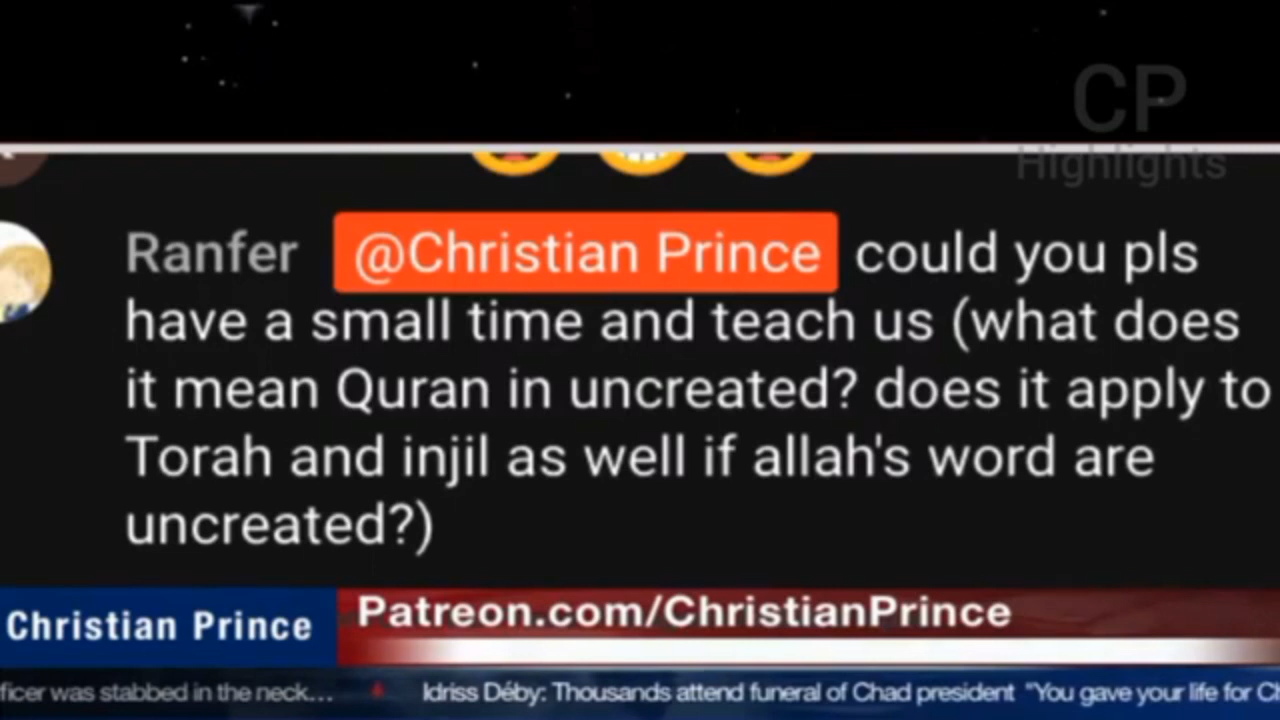 CP
Highlights
Ranfer @Christian Prince could you pls
have a small time and teach us (what does
it mean Quran in uncreated? does it apply to
Torah and injil as well if allah's word are
uncreated?)
Christian Prince Patreon.com/ChristianPrince
ficer was stabbed in the neck... Idriss Déby: Thousands attend funeral of Chad president "You gave your life for